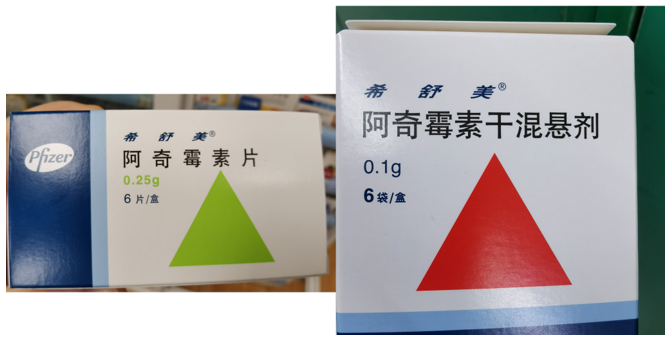 Pfizer
希舒美®
阿奇霉素片
0.25g
6片/盒
希舒美®
阿奇霉素干混悬剂
0.1g
6袋/盒